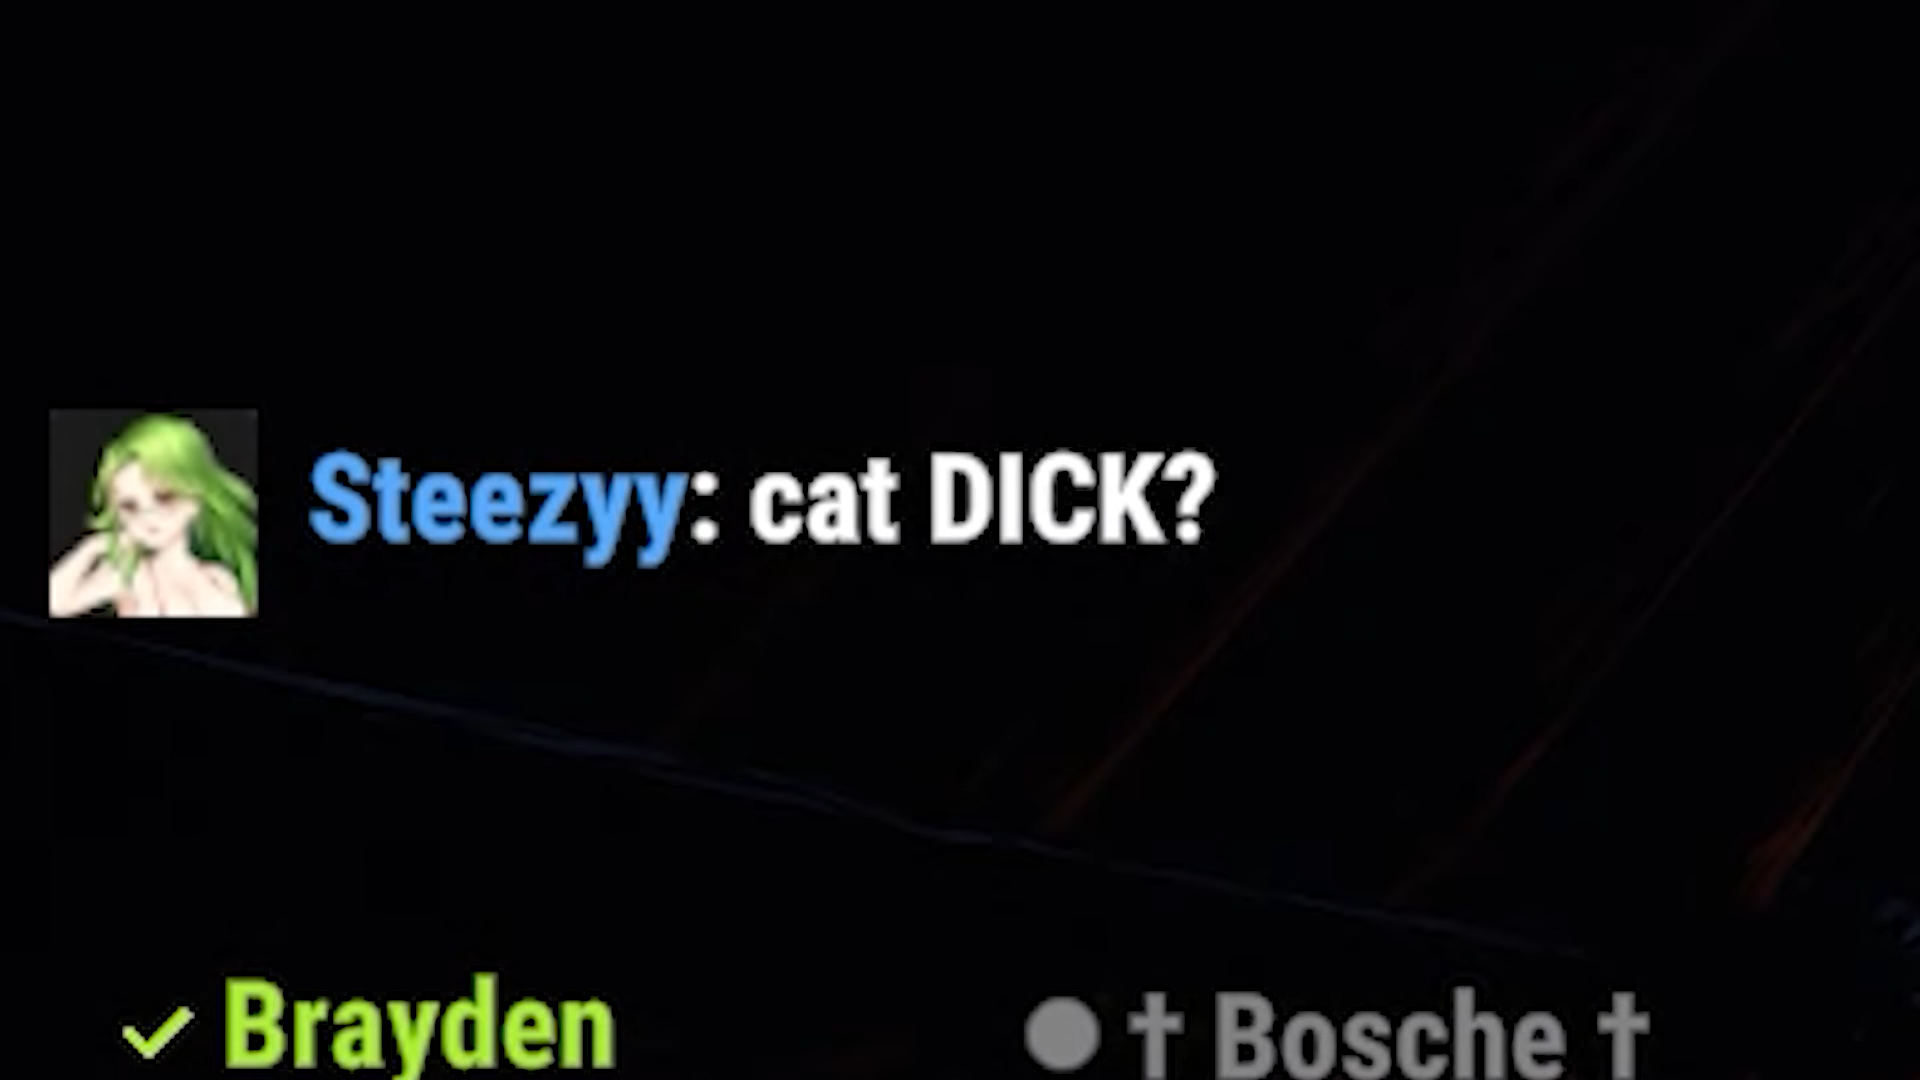 Steezyy: cat DICK?
Brayden
† Bosche †